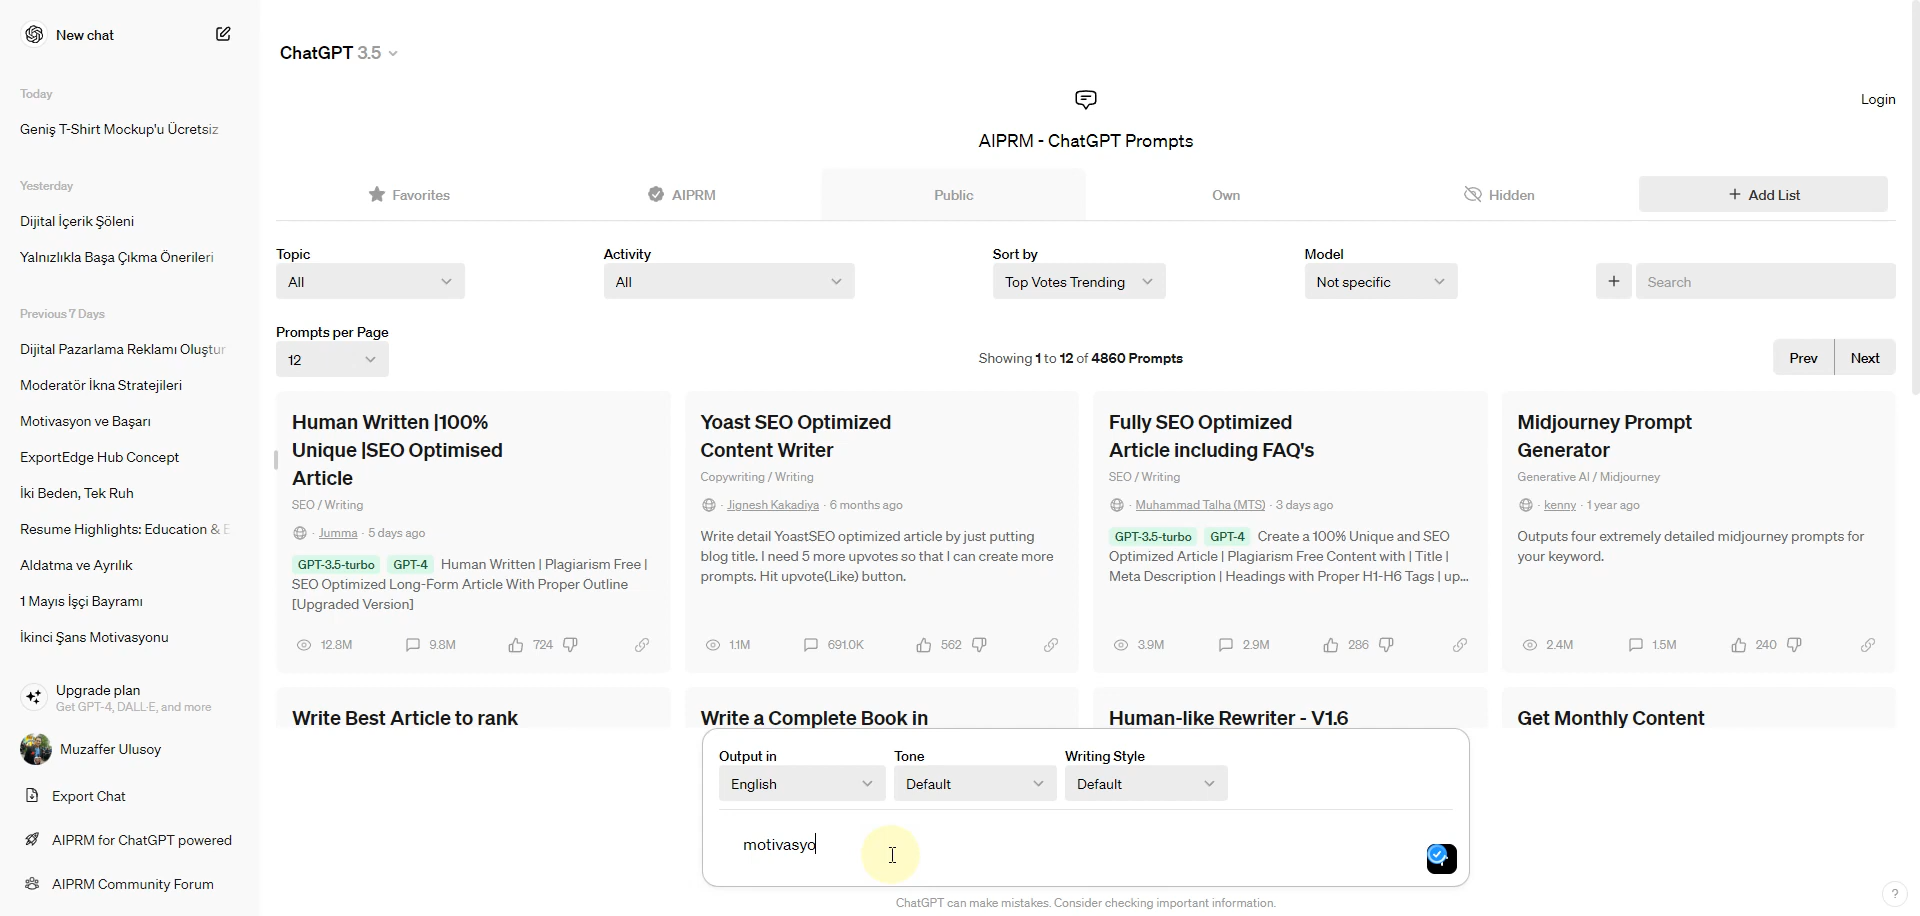 New chat
Today
Geniş T-Shirt Mockup'u Ücretsiz
Yesterday
Dijital İçerik Şöleni
Yalnızlıkla Başa Çıkma Önerileri
Previous 7 Days
Dijital Pazarlama Reklamı Oluştur
Moderatör İkna Stratejileri
Motivasyon ve Başarı
ExportEdge Hub Concept
İki Beden, Tek Ruh
Resume Highlights: Education & E
Aldatma ve Ayrılık
1 Mayıs İşçi Bayramı
İkinci Şans Motivasyonu
Upgrade plan
Get GPT-4, DALL·E, and more
Muzaffer Ulusoy
Export Chat
AIPRM for ChatGPT powered
AIPRM Community Forum
ChatGPT 3.5
Login
AIPRM - ChatGPT Prompts
Favorites
AIPRM
Public
Own
Hidden
+ Add List
Topic
All
Activity
All
Sort by
Top Votes Trending
Model
Not specific
+
Search
Prompts per Page
12
Showing 1 to 12 of 4860 Prompts
Prev
Next
Human Written |100%
Unique |SEO Optimised
Article
SEO / Writing
· Jumma · 5 days ago
GPT-3.5-turbo GPT-4 Human Written | Plagiarism Free |
SEO Optimized Long-Form Article With Proper Outline
[Upgraded Version]
12.8M 9.8M 724
Yoast SEO Optimized
Content Writer
Copywriting / Writing
· Jignesh Kakadiya · 6 months ago
Write detail YoastSEO optimized article by just putting
blog title. I need 5 more upvotes so that I can create more
prompts. Hit upvote(Like) button.
1.1M 691.0K 562
Fully SEO Optimized
Article including FAQ's
SEO / Writing
· Muhammad Talha (MTS) · 3 days ago
GPT-3.5-turbo GPT-4 Create a 100% Unique and SEO
Optimized Article | Plagiarism Free Content with | Title |
Meta Description | Headings with Proper H1-H6 Tags | up...
3.9M 2.9M 286
Midjourney Prompt
Generator
Generative AI / Midjourney
· kenny · 1 year ago
Outputs four extremely detailed midjourney prompts for
your keyword.
2.4M 1.5M 240
Write Best Article to rank
Write a Complete Book in
Human-like Rewriter - V1.6
Get Monthly Content
Output in
English
Tone
Default
Writing Style
Default
motivasyo
ChatGPT can make mistakes. Consider checking important information.
?